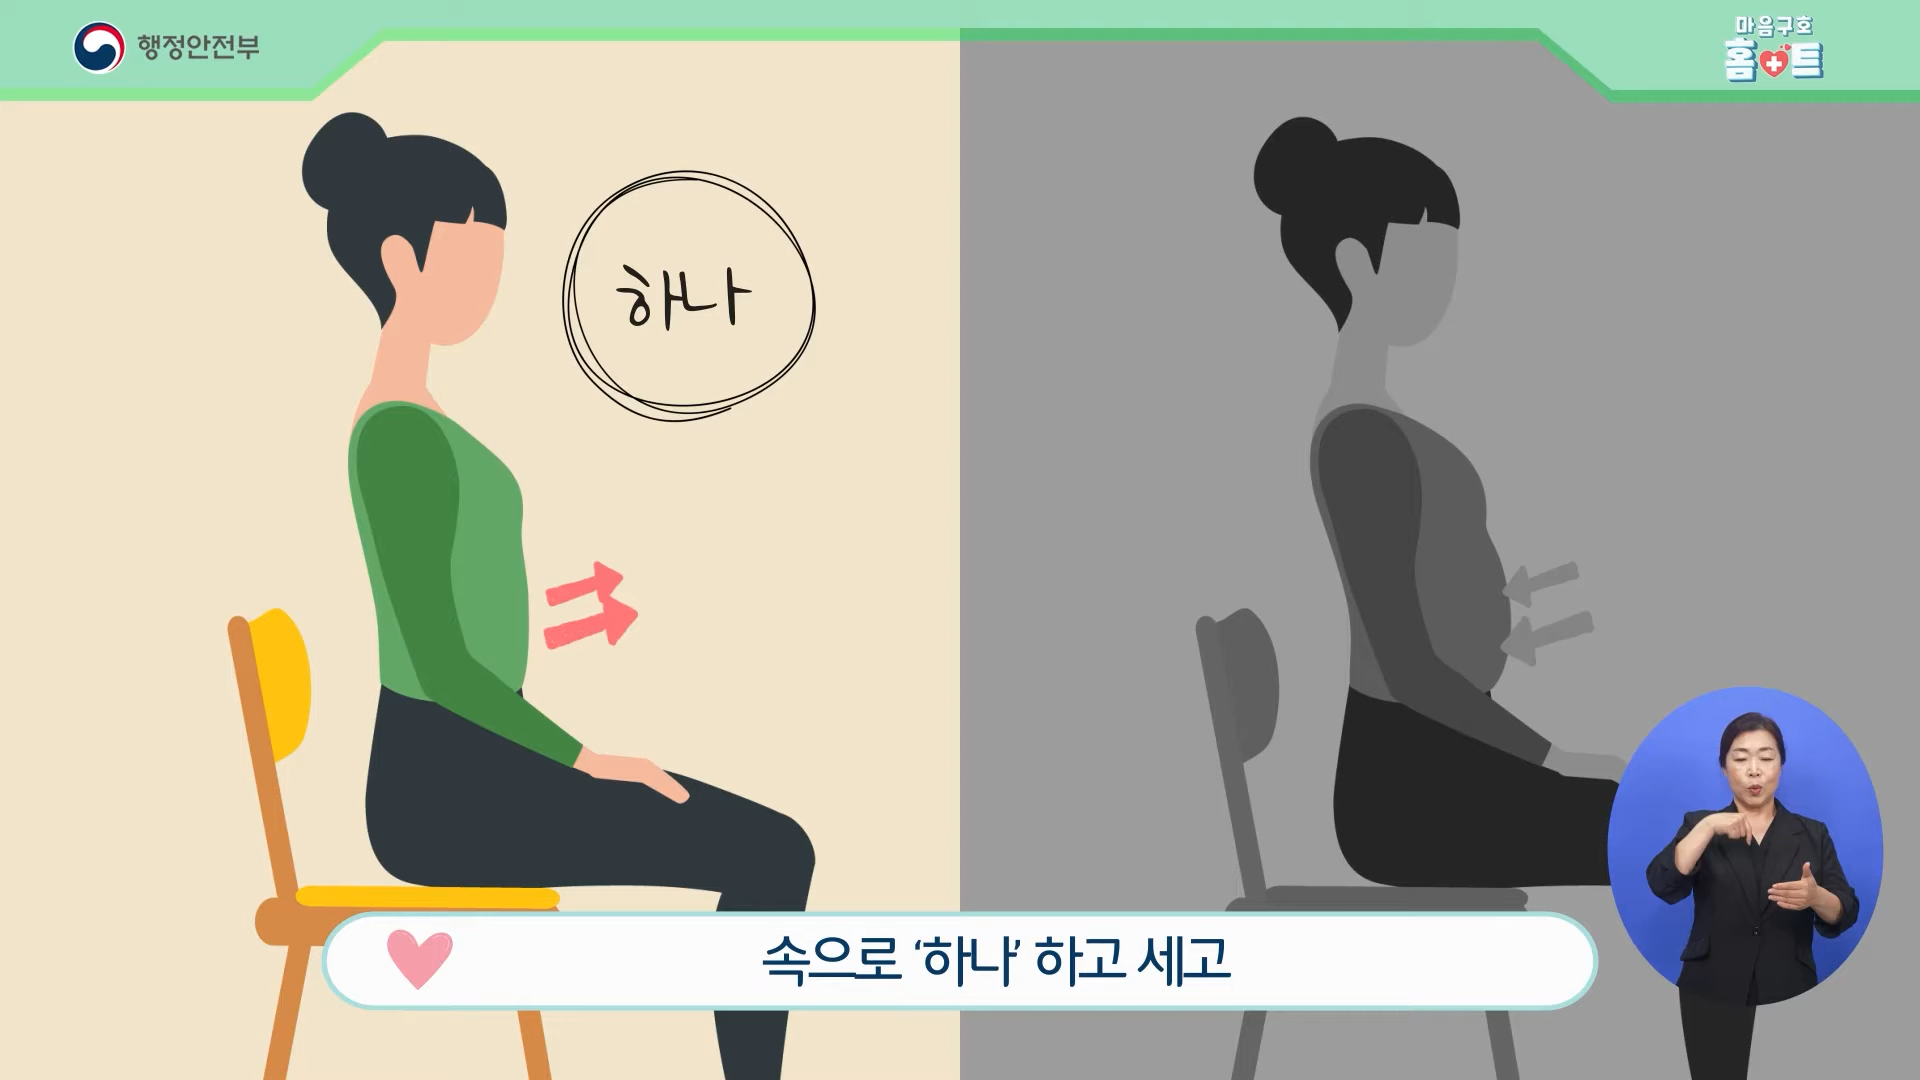 행정안전부
마음구호
홈트
하나
속으로 ‘하나’ 하고 세고